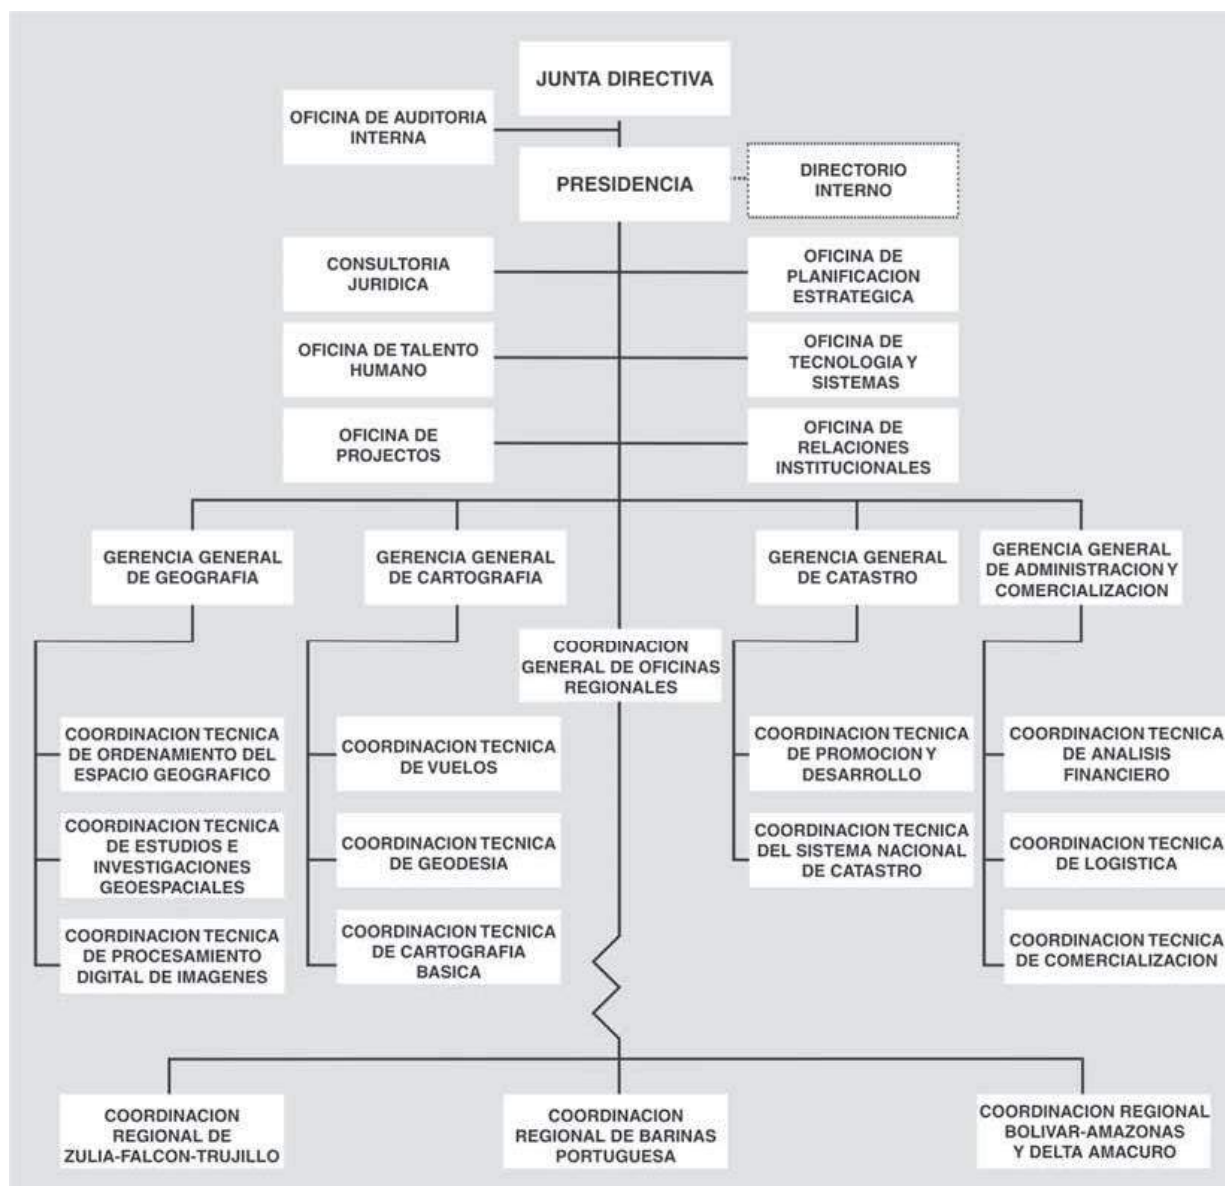 JUNTA DIRECTIVA
OFICINA DE AUDITORIA
INTERNA
PRESIDENCIA
DIRECTORIO
INTERNO
CONSULTORIA
JURIDICA
OFICINA DE
PLANIFICACION
ESTRATEGICA
OFICINA DE TALENTO
HUMANO
OFICINA DE
TECNOLOGIA Y
SISTEMAS
OFICINA DE
PROJECTOS
OFICINA DE
RELACIONES
INSTITUCIONALES
GERENCIA GENERAL
DE GEOGRAFIA
GERENCIA GENERAL
DE CARTOGRAFIA
GERENCIA GENERAL
DE CATASTRO
GERENCIA GENERAL
DE ADMINISTRACION Y
COMERCIALIZACION
COORDINACION
GENERAL DE OFICINAS
REGIONALES
COORDINACION TECNICA
DE ORDENAMIENTO DEL
ESPACIO GEOGRAFICO
COORDINACION TECNICA
DE VUELOS
COORDINACION TECNICA
DE PROMOCION Y
DESARROLLO
COORDINACION TECNICA
DE ANALISIS
FINANCIERO
COORDINACION TECNICA
DE ESTUDIOS E
INVESTIGACIONES
GEOESPACIALES
COORDINACION TECNICA
DE GEODESIA
COORDINACION TECNICA
DEL SISTEMA NACIONAL
DE CATASTRO
COORDINACION TECNICA
DE LOGISTICA
COORDINACION TECNICA
DE PROCESAMIENTO
DIGITAL DE IMAGENES
COORDINACION TECNICA
DE CARTOGRAFIA
BASICA
COORDINACION TECNICA
DE COMERCIALIZACION
COORDINACION
REGIONAL DE
ZULIA-FALCON-TRUJILLO
COORDINACION
REGIONAL DE BARINAS
PORTUGUESA
COORDINACION REGIONAL
BOLIVAR-AMAZONAS
Y DELTA AMACURO